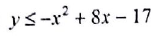 y ≤ -x² + 8x - 17